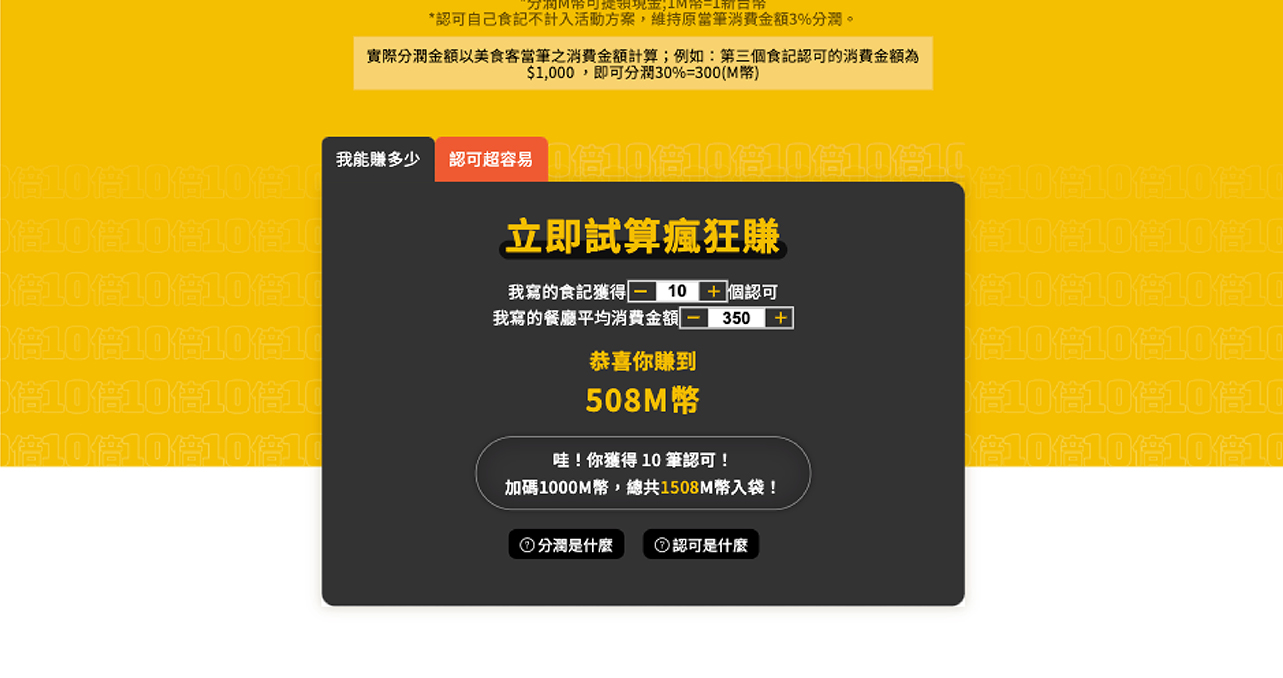 *分潤M幣可提領現金;1M幣=1新台幣
*認可自己食記不計入活動方案，維持原當筆消費金額3%分潤。
實際分潤金額以美食客當筆之消費金額計算；例如：第三個食記認可的消費金額為
$1,000 ，即可分潤30%=300(M幣)
我能賺多少 認可超容易
立即試算瘋狂賺
我寫的食記獲得 − 10 + 個認可
我寫的餐廳平均消費金額 − 350 +
恭喜你賺到
508M幣
哇！你獲得 10 筆認可！
加碼1000M幣，總共1508M幣入袋！
? 分潤是什麼 ? 認可是什麼
倍10倍10倍10倍10倍10